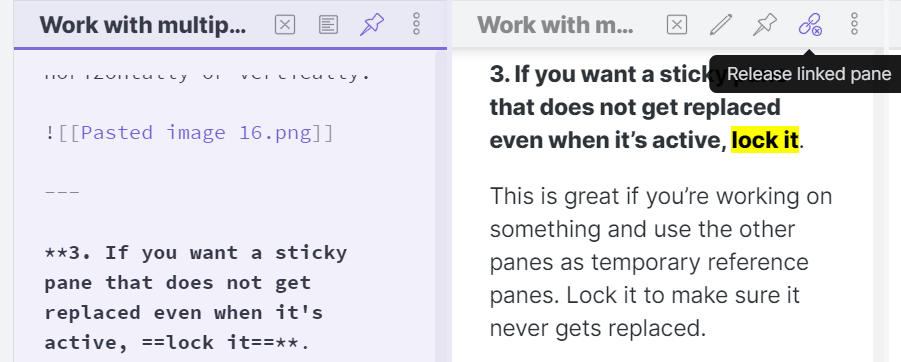 Work with multip...
horizontally or vertically.
![[Pasted image 16.png]]
---
**3. If you want a sticky
pane that does not get
replaced even when it's
active, ==lock it==**.
Work with m...
Release linked pane
3. If you want a sticky
that does not get replaced
even when it’s active, lock it.
This is great if you’re working on
something and use the other
panes as temporary reference
panes. Lock it to make sure it
never gets replaced.